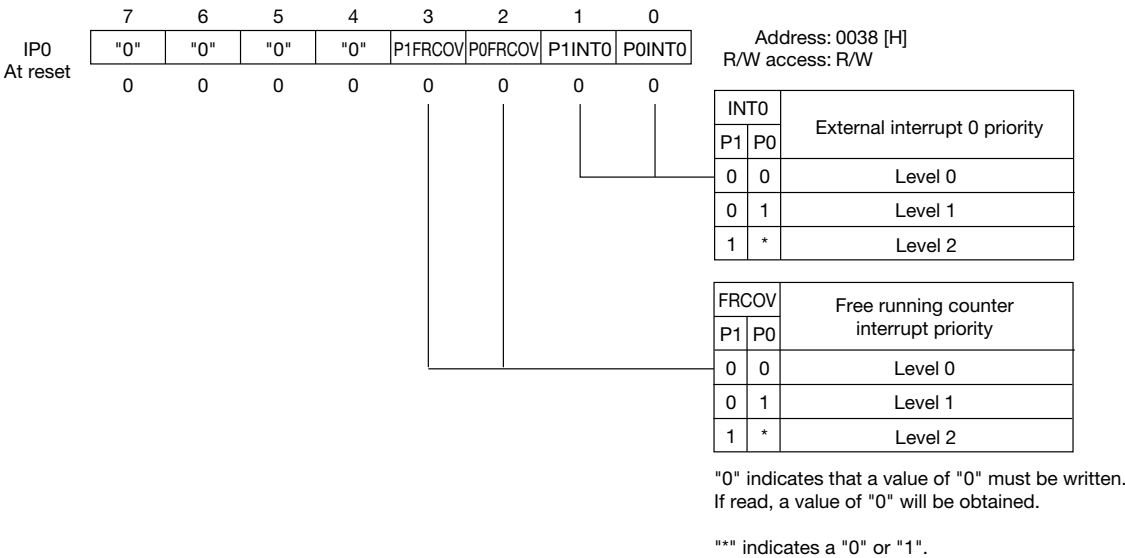 7 6 5 4 3 2 1 0
IP0 "0" "0" "0" "0" P1FRCOV P0FRCOV P1INT0 P0INT0
At reset 0 0 0 0 0 0 0 0
Address: 0038 [H]
R/W access: R/W
INT0 External interrupt 0 priority
P1 P0
0 0 Level 0
0 1 Level 1
1 * Level 2
FRCOV Free running counter
interrupt priority
P1 P0
0 0 Level 0
0 1 Level 1
1 * Level 2
"0" indicates that a value of "0" must be written.
If read, a value of "0" will be obtained.
"*" indicates a "0" or "1".